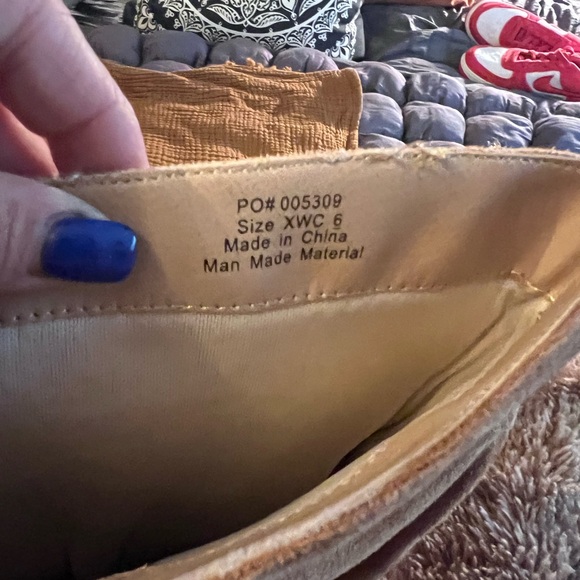 PO# 005309
Size XWC 6
Made in China
Man Made Material